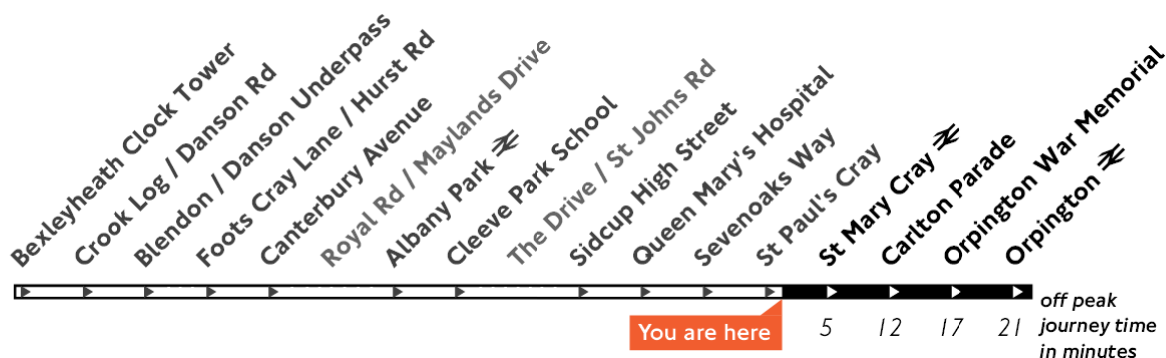 Bexleyheath Clock Tower
Crook Log / Danson Rd
Blendon / Danson Underpass
Foots Cray Lane / Hurst Rd
Canterbury Avenue
Royal Rd / Maylands Drive
Albany Park
Cleeve Park School
The Drive / St Johns Rd
Sidcup High Street
Queen Mary's Hospital
Sevenoaks Way
St Paul's Cray
St Mary Cray
Carlton Parade
Orpington War Memorial
Orpington
You are here
5 12 17 21
off peak
journey time
in minutes